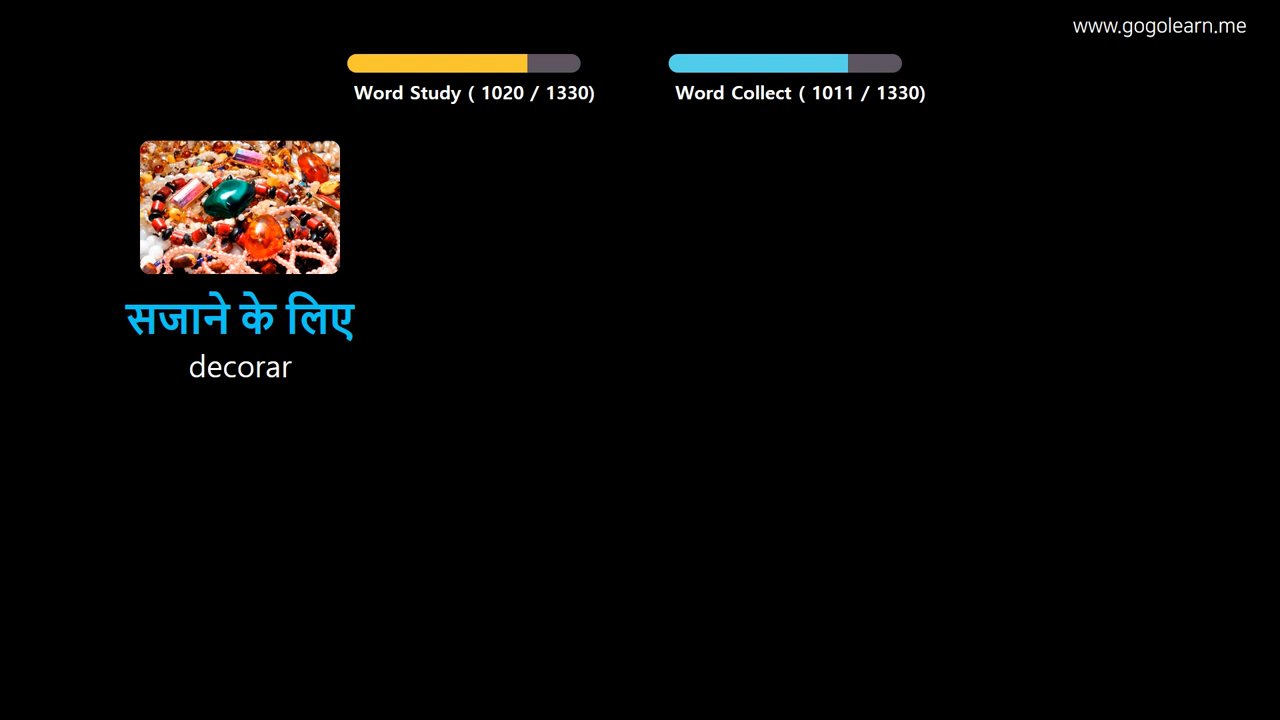 www.gogolearn.me
Word Study ( 1020 / 1330)
Word Collect ( 1011 / 1330)
सजाने के लिए
decorar